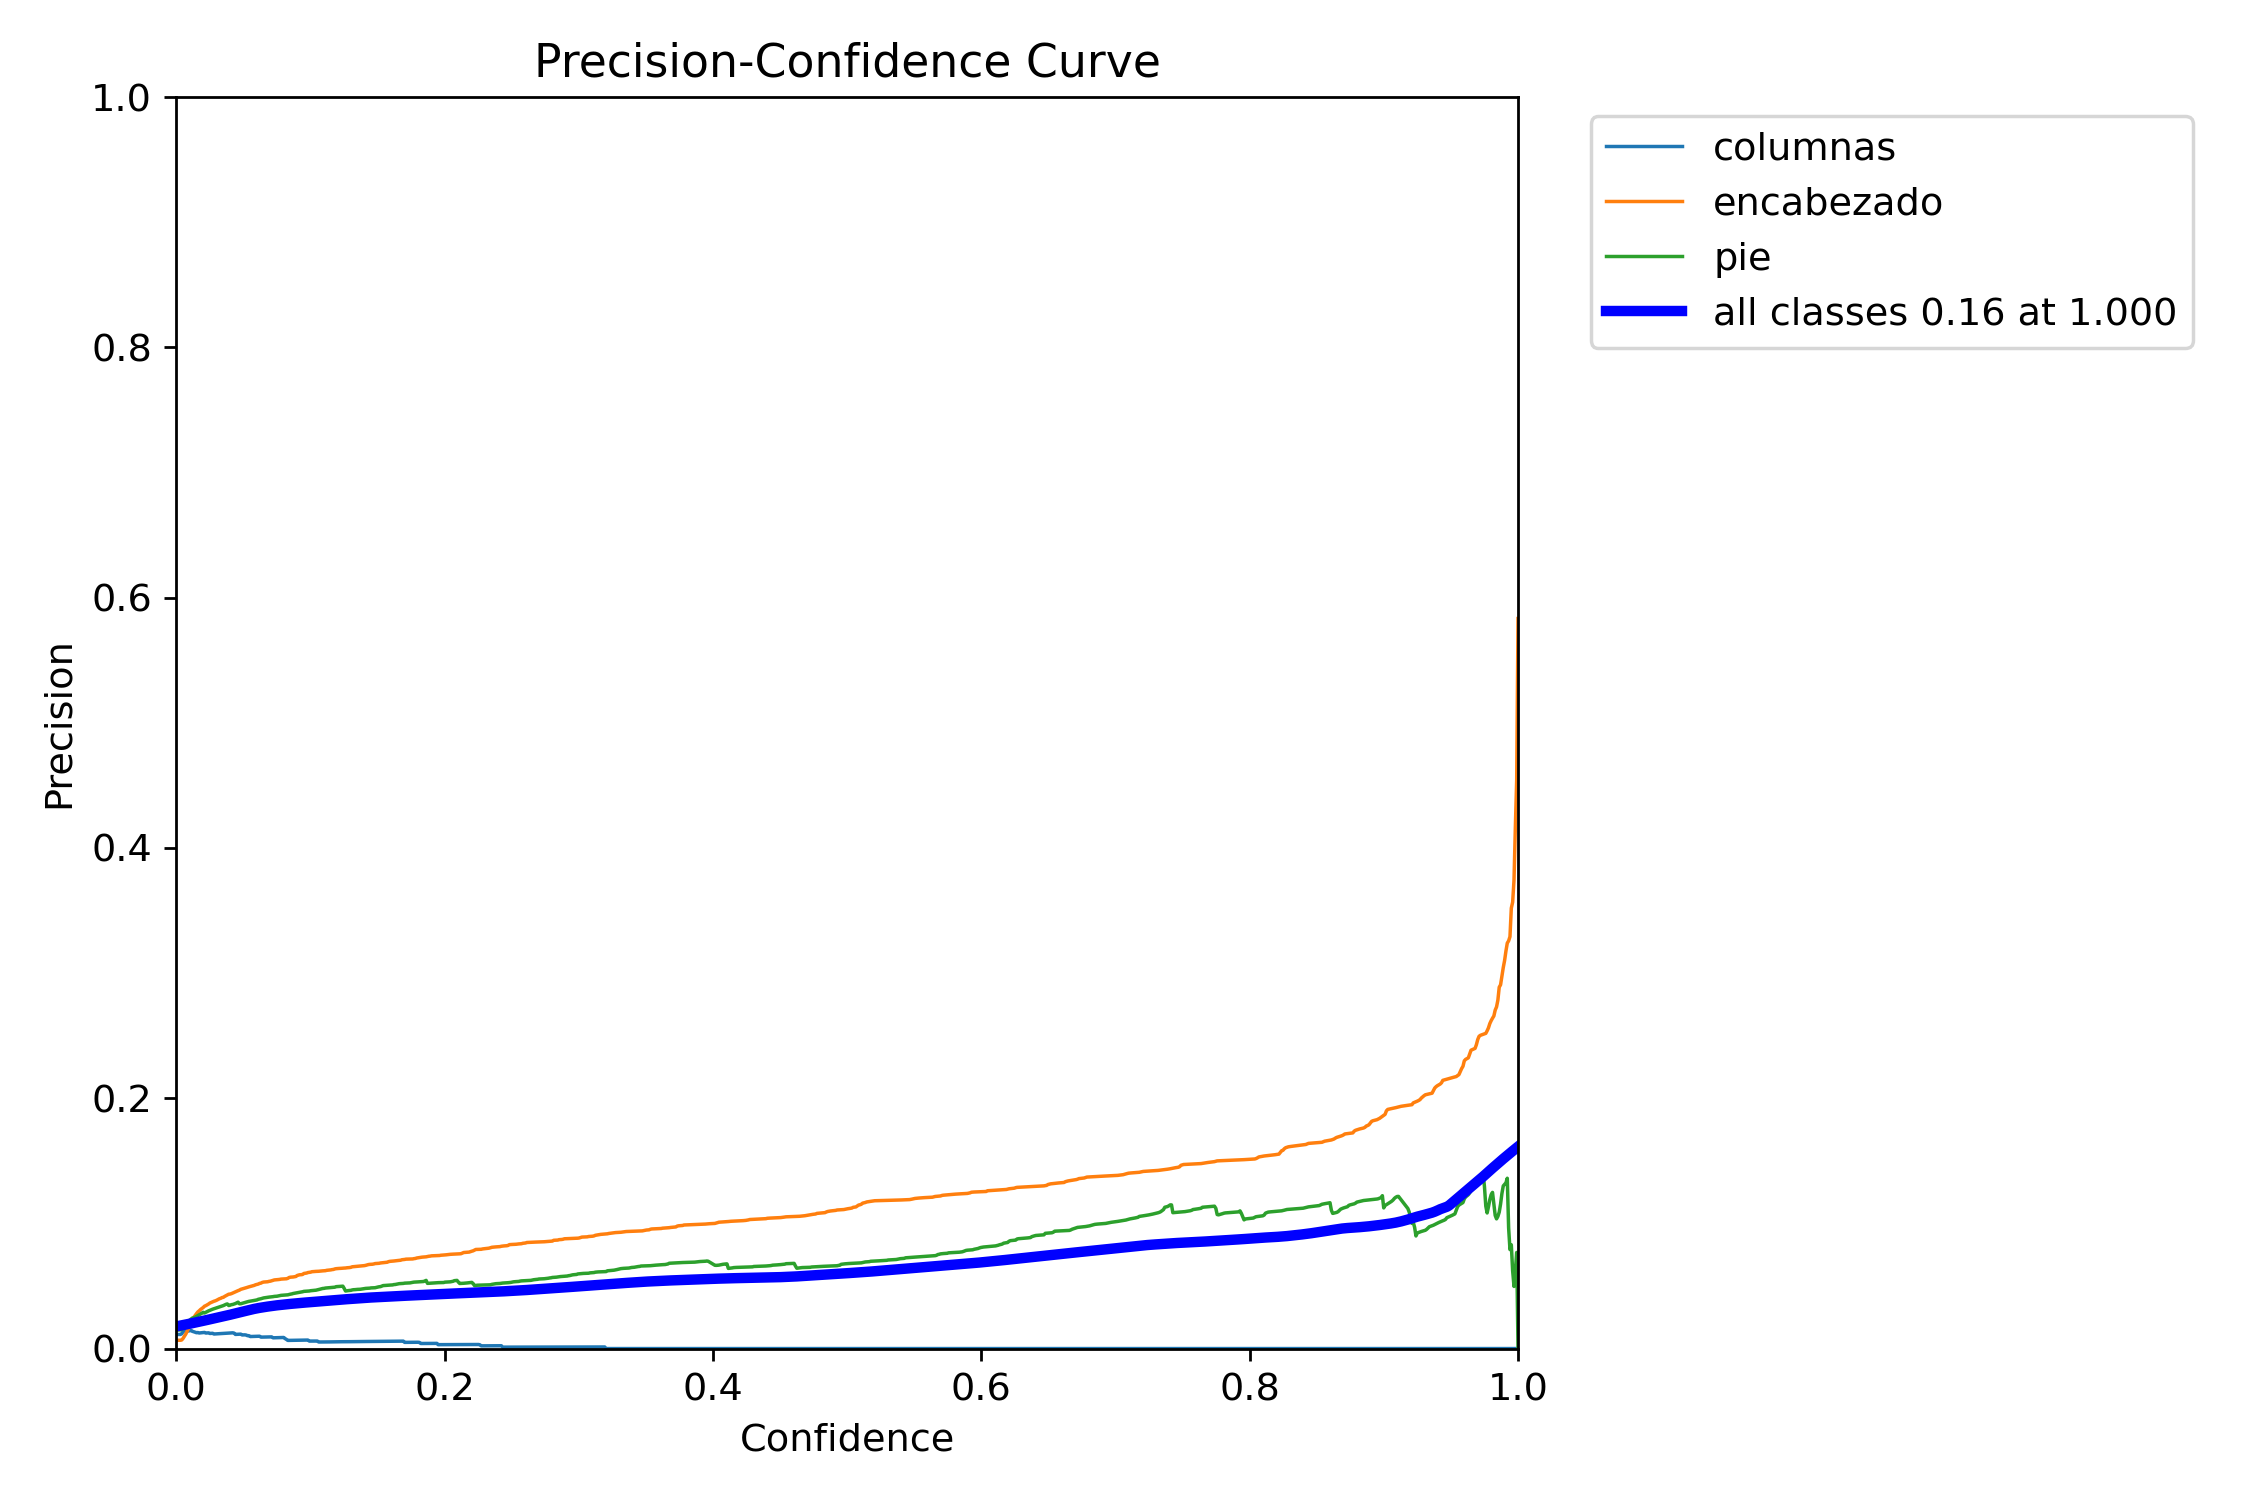 Precision-Confidence Curve
1.0
0.8
0.6
0.4
0.2
0.0
Precision
0.0 0.2 0.4 0.6 0.8 1.0
Confidence
columnas
encabezado
pie
all classes 0.16 at 1.000